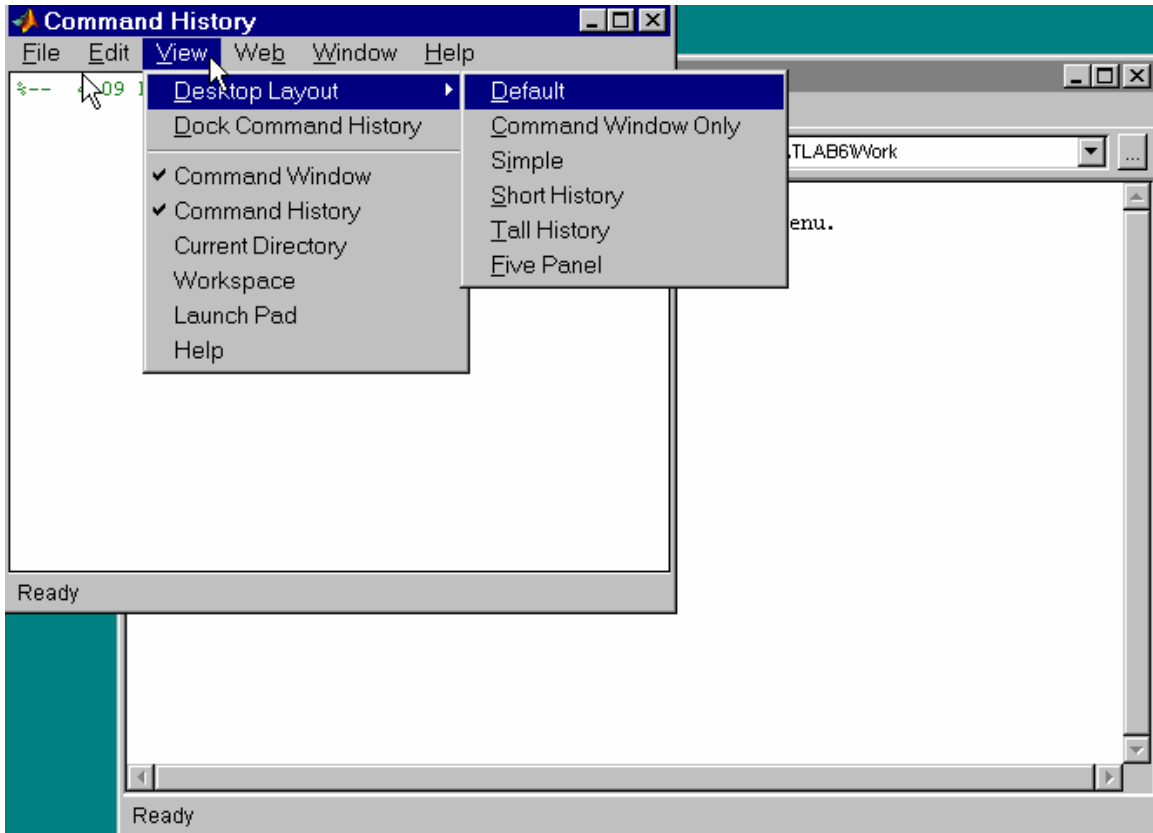 Command History
File Edit View Web Window Help
%-- 09
Desktop Layout
Dock Command History
Command Window
Command History
Current Directory
Workspace
Launch Pad
Help
Default
Command Window Only
Simple
Short History
Tall History
Five Panel
TLAB6\Work
...
enu.
Ready
Ready